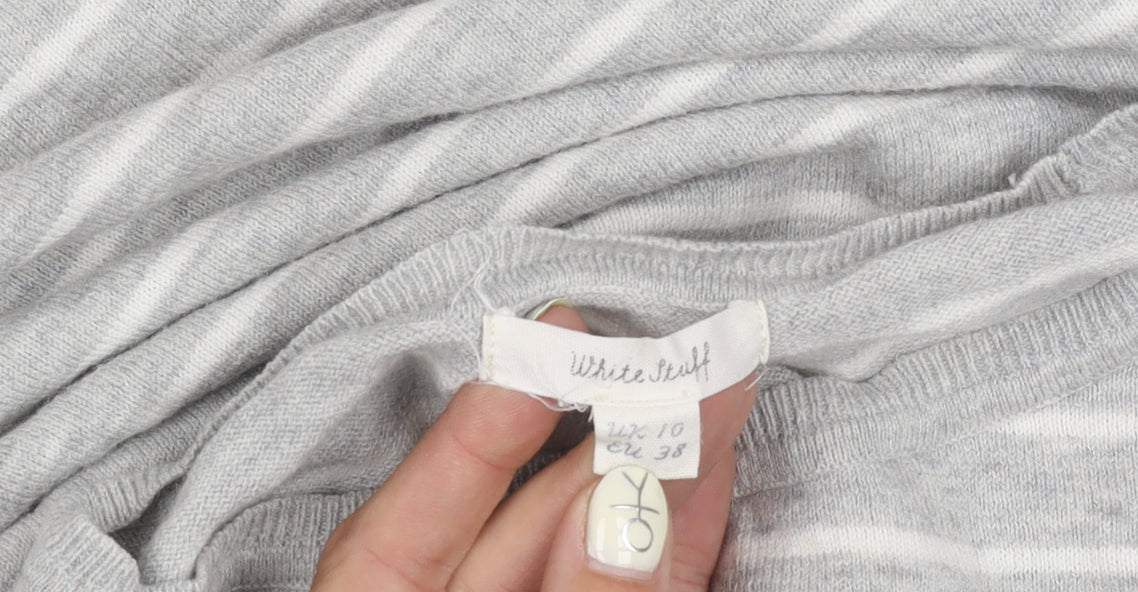 White Stuff
UK 10
EU 38